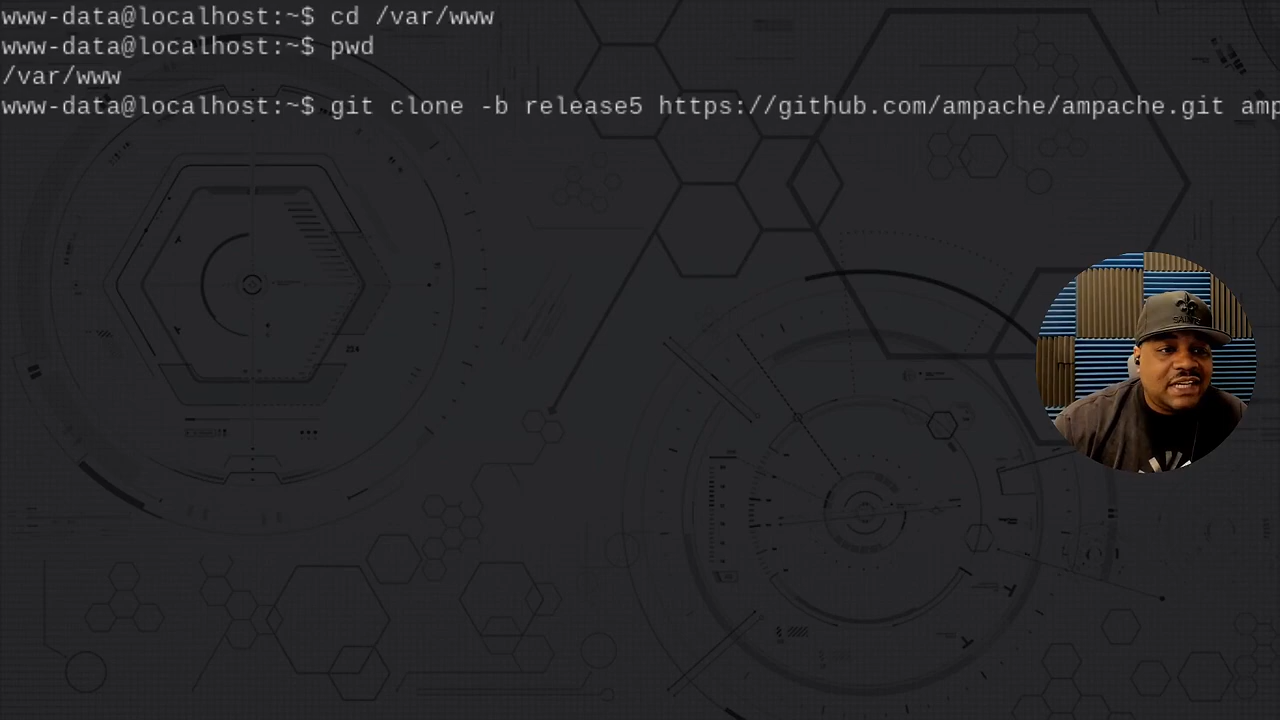 www-data@localhost:~$ cd /var/www
www-data@localhost:~$ pwd
/var/www
www-data@localhost:~$ git clone -b release5 https://github.com/ampache/ampache.git amp